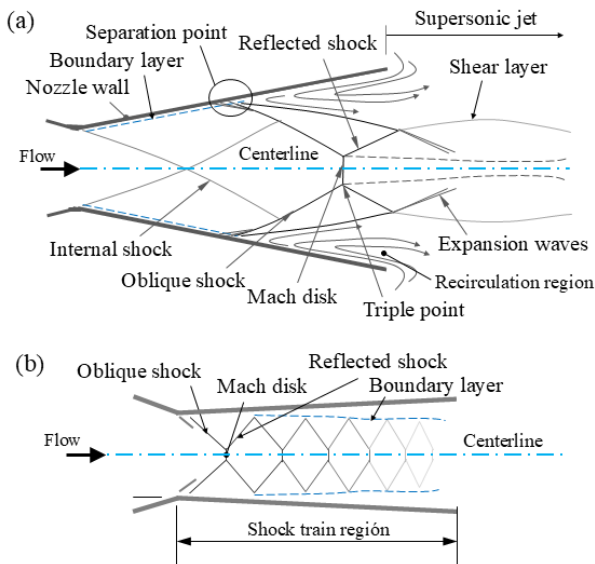 (a)
Separation point
Boundary layer
Nozzle wall
Reflected shock
Supersonic jet
Shear layer
Flow
Centerline
Internal shock
Oblique shock
Mach disk
Triple point
Expansion waves
Recirculation region
(b)
Oblique shock
Mach disk
Reflected shock
Boundary layer
Flow
Centerline
Shock train región